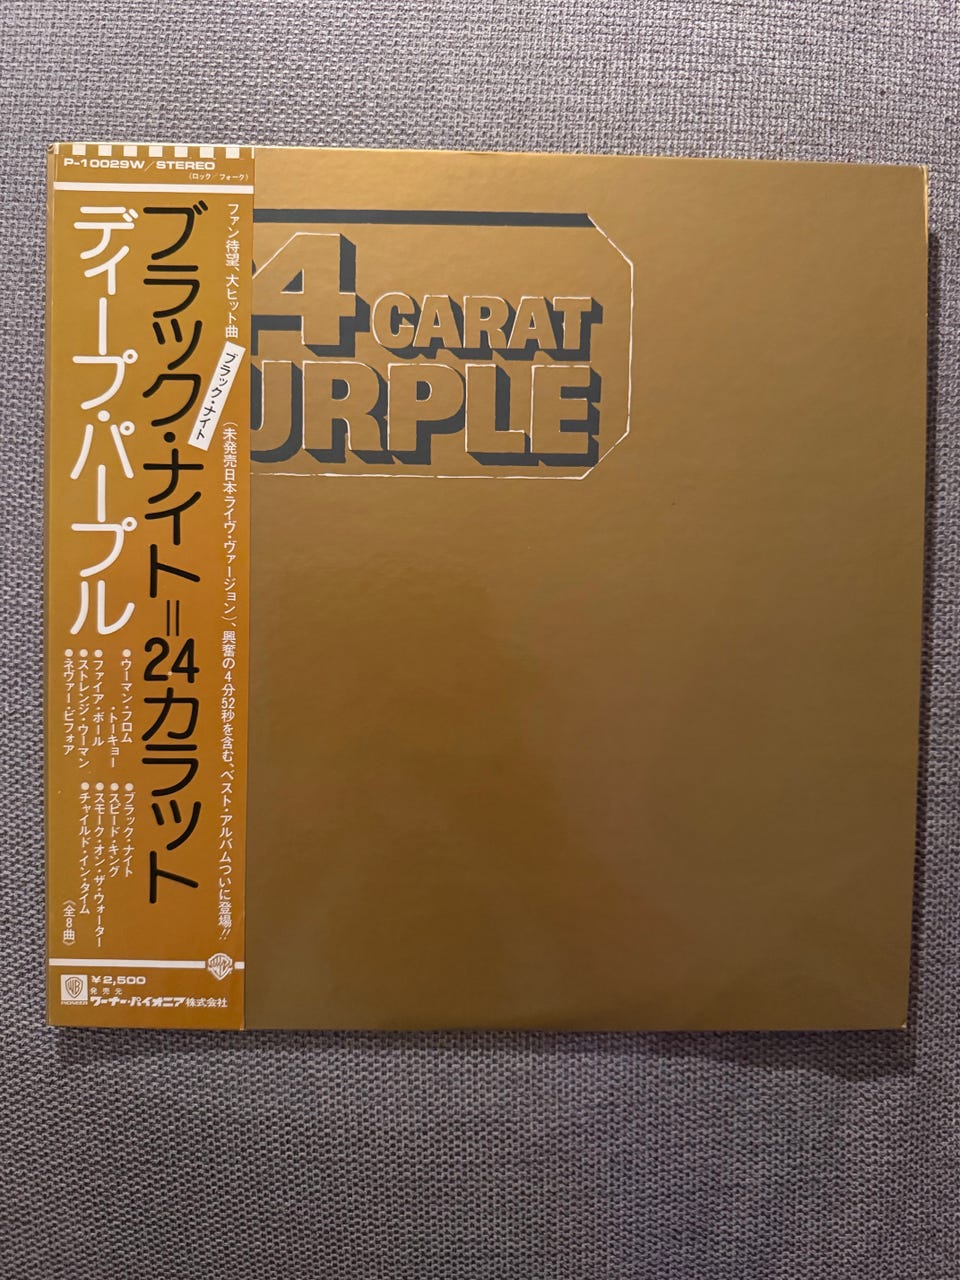 P-10029W/STEREO
(ロック/フォーク)
ファン待望、大ヒット曲
ブラック・ナイト
(未発売日本ライヴ・ヴァージョン)、興奮の4分52秒を含む、ベスト・アルバムついに登場!!
ブラック・ナイト=24カラット
ディープ・パープル
●ウーマン・フロム
・トーキョー
●ファイア・ボール
●ストレンジ・ウーマン
●ネヴァー・ビフォア
●ブラック・ナイト
●スピード・キング
●スモーク・オン・ザ・ウォーター
●チャイルド・イン・タイム
《全8曲》
¥2,500
発売元
ワーナー・パイオニア株式会社
PIONEER
4 CARAT
URPLE